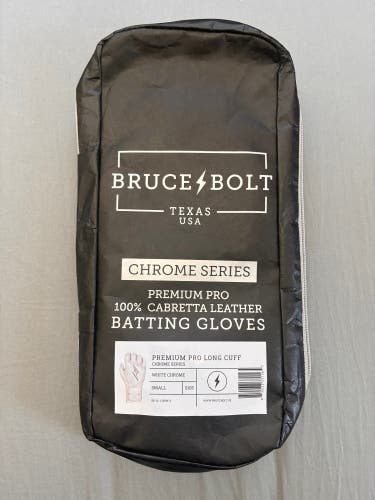 BRUCE BOLT
TEXAS
USA
CHROME SERIES
PREMIUM PRO
100% CABRETTA LEATHER
BATTING GLOVES
PREMIUM PRO LONG CUFF
CHROME SERIES
WHITE CHROME
SMALL